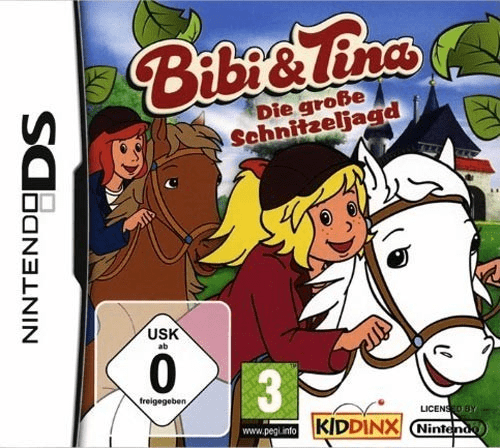 NINTENDO DS
Bibi & Tina
Die große
Schnitzeljagd
USK
ab
0
freigegeben
3
www.pegi.info
KIDDINX
LICENSED BY
Nintendo